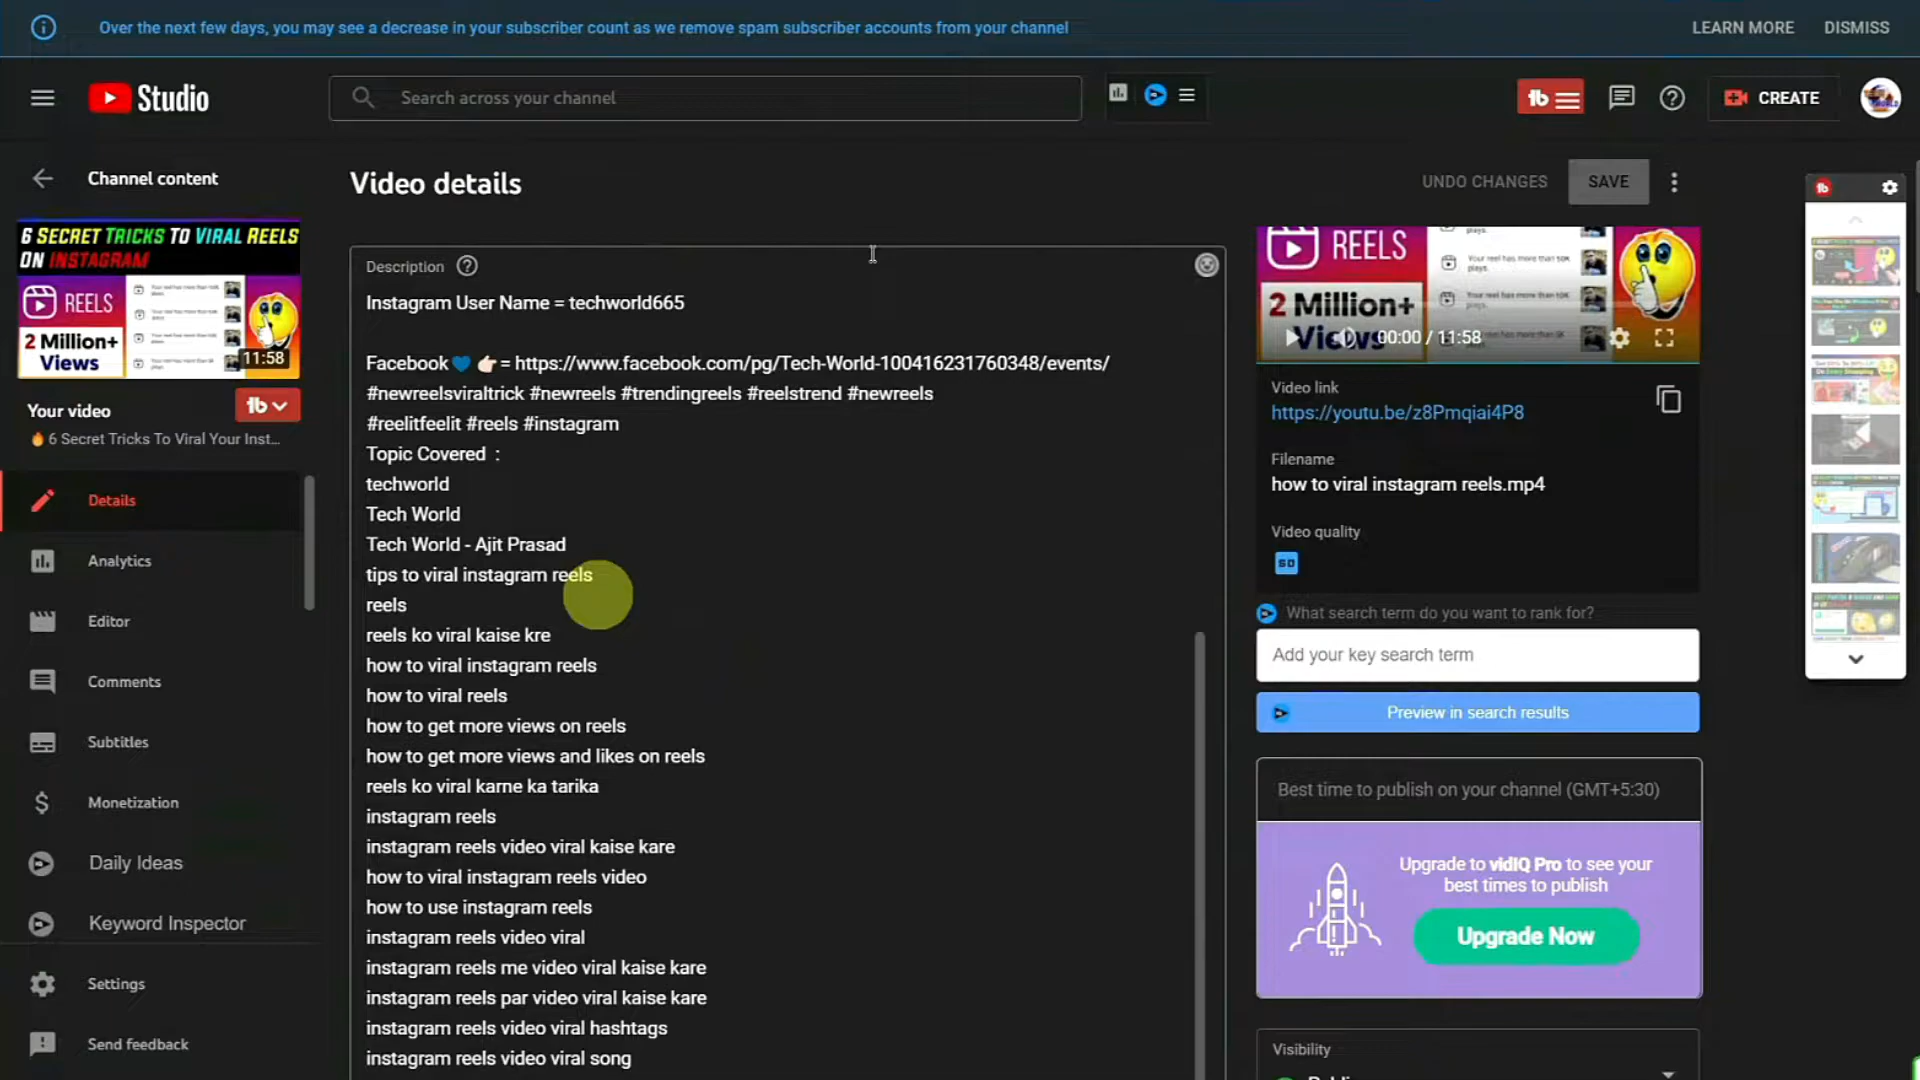 Over the next few days, you may see a decrease in your subscriber count as we remove spam subscriber accounts from your channel
LEARN MORE
DISMISS
Studio
Search across your channel
CREATE
Channel content
Video details
UNDO CHANGES
SAVE
6 SECRET TRICKS TO VIRAL REELS
ON INSTAGRAM
REELS
2 Million+
Views
11:58
Your video
6 Secret Tricks To Viral Your Inst...
Details
Analytics
Editor
Comments
Subtitles
Monetization
Daily Ideas
Keyword Inspector
Settings
Send feedback
Description
Instagram User Name = techworld665
Facebook💙 👉🏻= https://www.facebook.com/pg/Tech-World-100416231760348/events/
#newreelsviraltrick #newreels #trendingreels #reelstrend #newreels
#reelitfeelit #reels #instagram
Topic Covered :
techworld
Tech World
Tech World - Ajit Prasad
tips to viral instagram reels
reels
reels ko viral kaise kre
how to viral instagram reels
how to viral reels
how to get more views on reels
how to get more views and likes on reels
reels ko viral karne ka tarika
instagram reels
instagram reels video viral kaise kare
how to viral instagram reels video
how to use instagram reels
instagram reels video viral
instagram reels me video viral kaise kare
instagram reels par video viral kaise kare
instagram reels video viral hashtags
instagram reels video viral song
REELS
Your reel has more than 50K
plays.
2 Million+
Views
00:00 / 11:58
Video link
https://youtu.be/z8Pmqiai4P8
Filename
how to viral instagram reels.mp4
Video quality
SD
What search term do you want to rank for?
Add your key search term
Preview in search results
Best time to publish on your channel (GMT+5:30)
Upgrade to vidIQ Pro to see your
best times to publish
Upgrade Now
Visibility